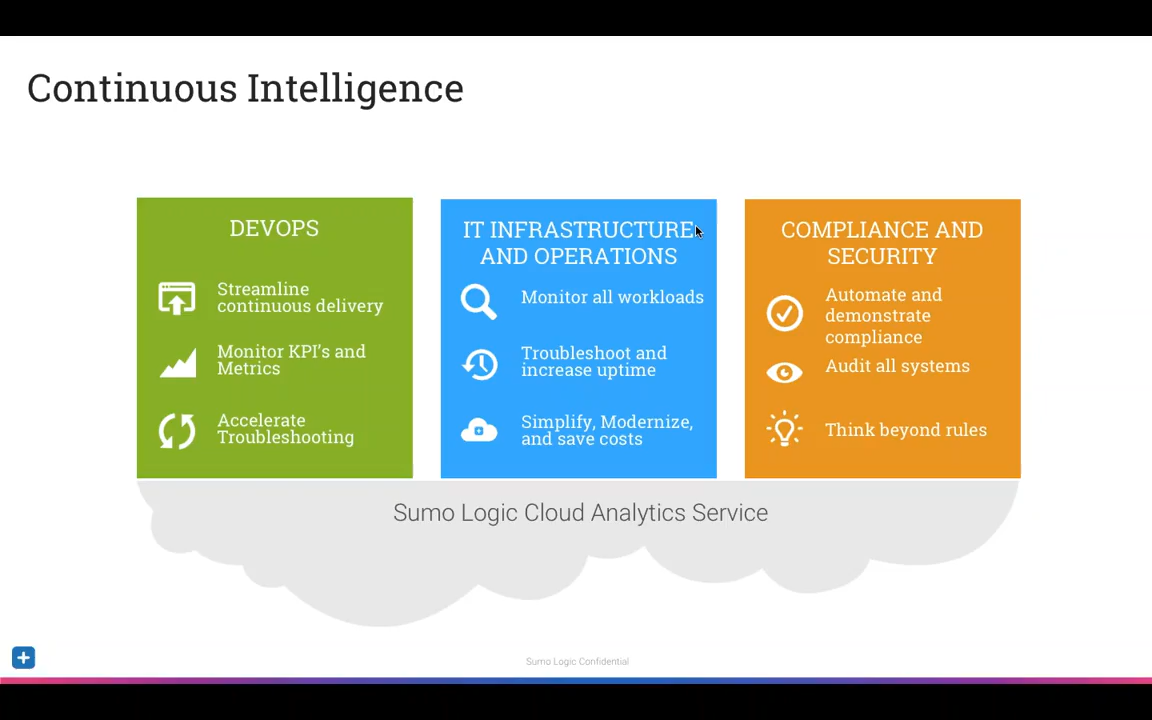 Continuous Intelligence
DEVOPS
Streamline
continuous delivery
Monitor KPI's and
Metrics
Accelerate
Troubleshooting
IT INFRASTRUCTURE
AND OPERATIONS
Monitor all workloads
Troubleshoot and
increase uptime
Simplify, Modernize,
and save costs
COMPLIANCE AND
SECURITY
Automate and
demonstrate
compliance
Audit all systems
Think beyond rules
Sumo Logic Cloud Analytics Service
Sumo Logic Confidential